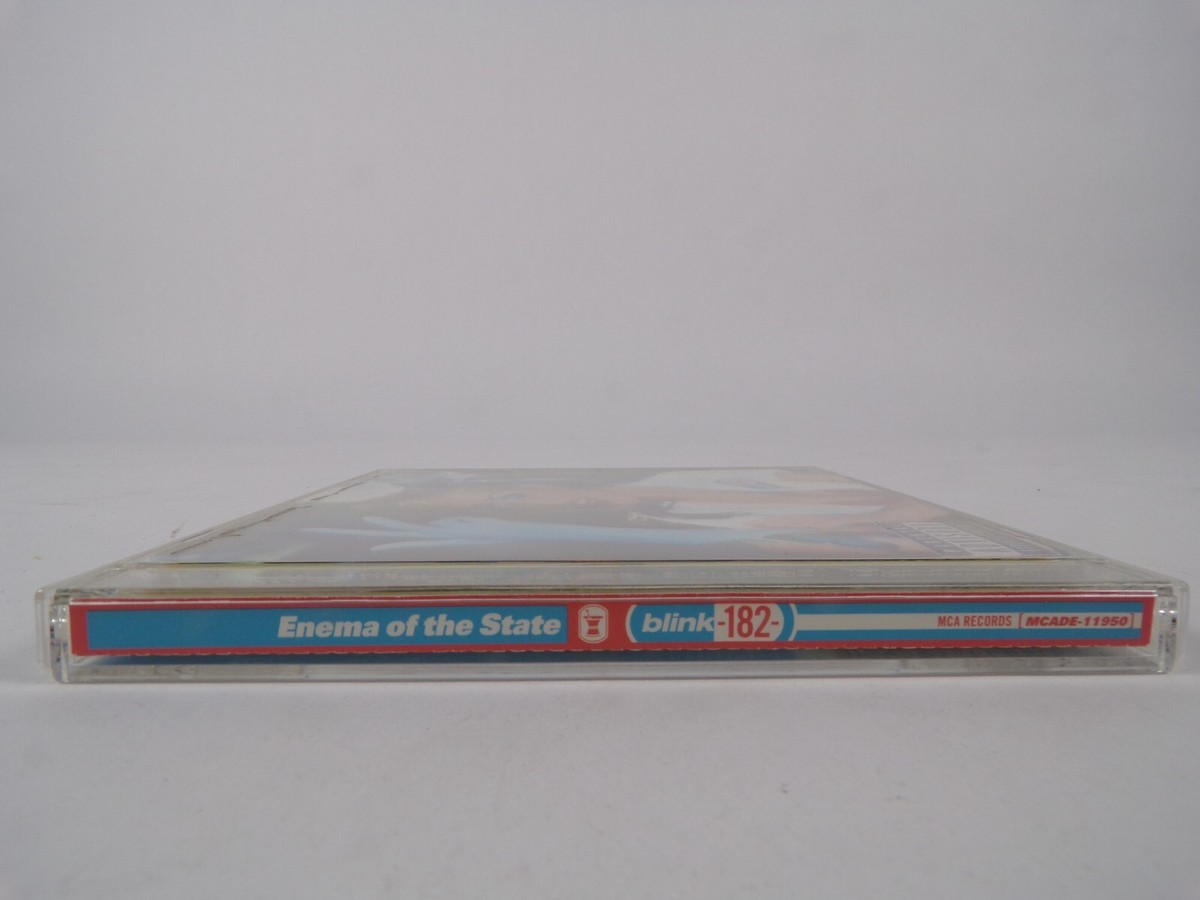 Enema of the State blink-182- MCA RECORDS MCADE-11950